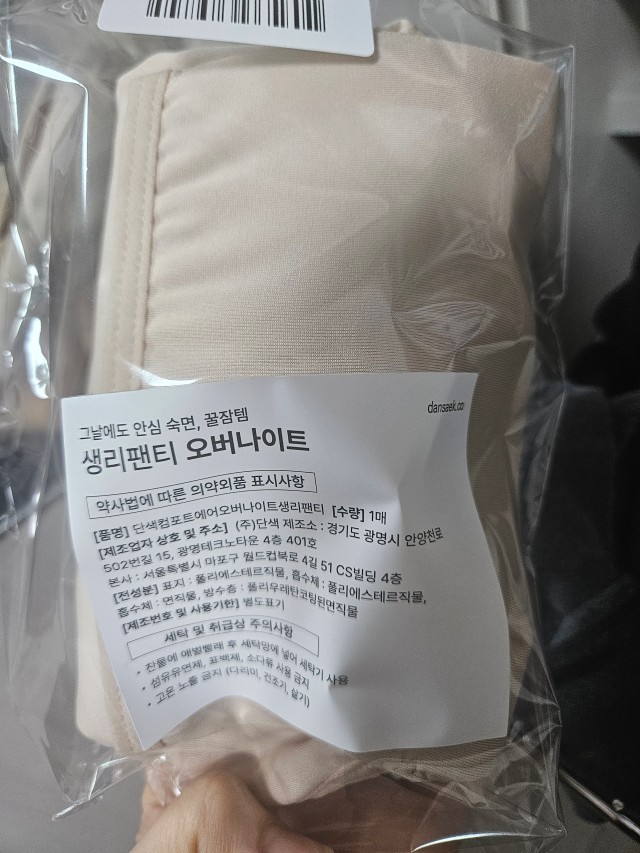 dansaek.co
그날에도 안심 숙면, 꿀잠템
생리팬티 오버나이트
약사법에 따른 의약외품 표시사항
[품명] 단색컴포트에어오버나이트생리팬티 [수량] 1매
[제조업자 상호 및 주소] (주)단색 제조소 : 경기도 광명시 안양천로
502번길 15, 광명테크노타운 4층 401호
본사 : 서울특별시 마포구 월드컵북로 4길 51 CS빌딩 4층
[전성분] 표지 : 폴리에스테르직물, 흡수체 : 폴리에스테르직물,
흡수체 : 면직물, 방수층 : 폴리우레탄코팅된면직물
[제조번호 및 사용기한] 별도표기
세탁 및 취급상 주의사항
• 찬물에 애벌빨래 후 세탁망에 넣어 세탁기 사용
• 섬유유연제, 표백제, 소다류 사용 금지
• 고온 노출 금지 (다리미, 건조기, 삶기)